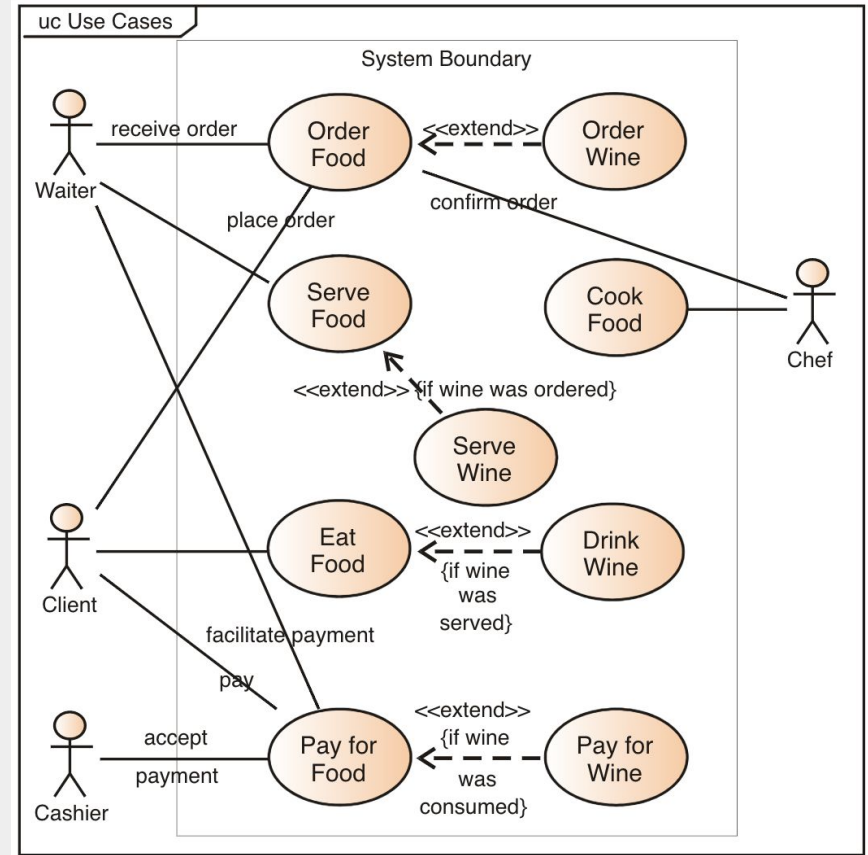 uc Use Cases
System Boundary
receive order
Order
Food
<<extend>>
Order
Wine
Waiter
confirm order
place order
Serve
Food
Cook
Food
Chef
<<extend>> {if wine was ordered}
Serve
Wine
Eat
Food
<<extend>>
{if wine
was
served}
Drink
Wine
Client
facilitate payment
pay
accept
payment
Cashier
Pay for
Food
<<extend>>
{if wine
was
consumed}
Pay for
Wine